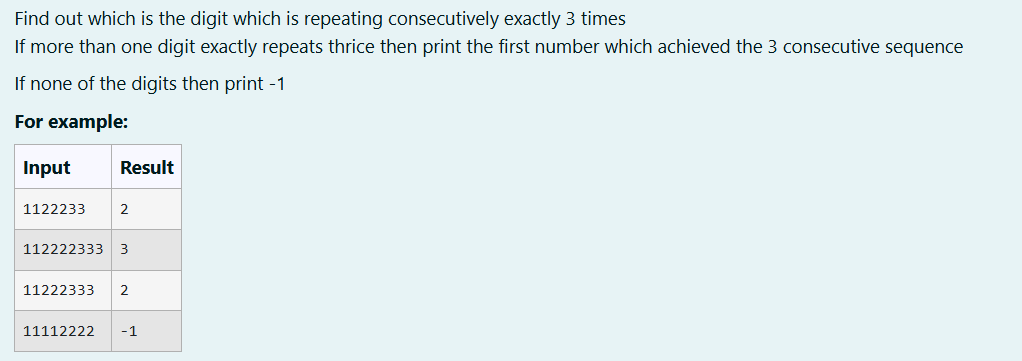 Find out which is the digit which is repeating consecutively exactly 3 times
If more than one digit exactly repeats thrice then print the first number which achieved the 3 consecutive sequence
If none of the digits then print -1
For example:
Input Result
1122233 2
112222333 3
11222333 2
11112222 -1